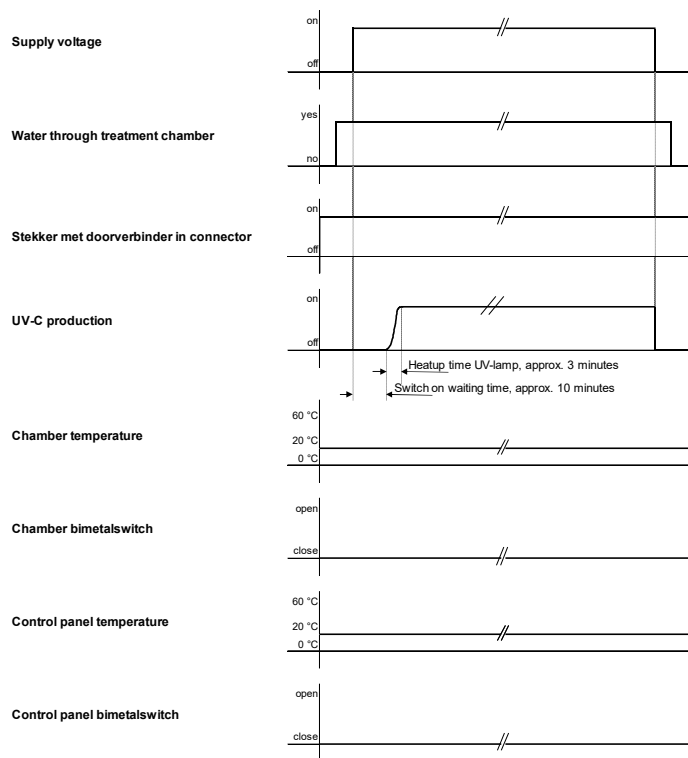 on
Supply voltage
off
yes
Water through treatment chamber
no
on
Stekker met doorverbinder in connector
off
on
UV-C production
off
Heatup time UV-lamp, approx. 3 minutes
Switch on waiting time, approx. 10 minutes
60 °C
Chamber temperature
20 °C
0 °C
open
Chamber bimetalswitch
close
60 °C
Control panel temperature
20 °C
0 °C
open
Control panel bimetalswitch
close